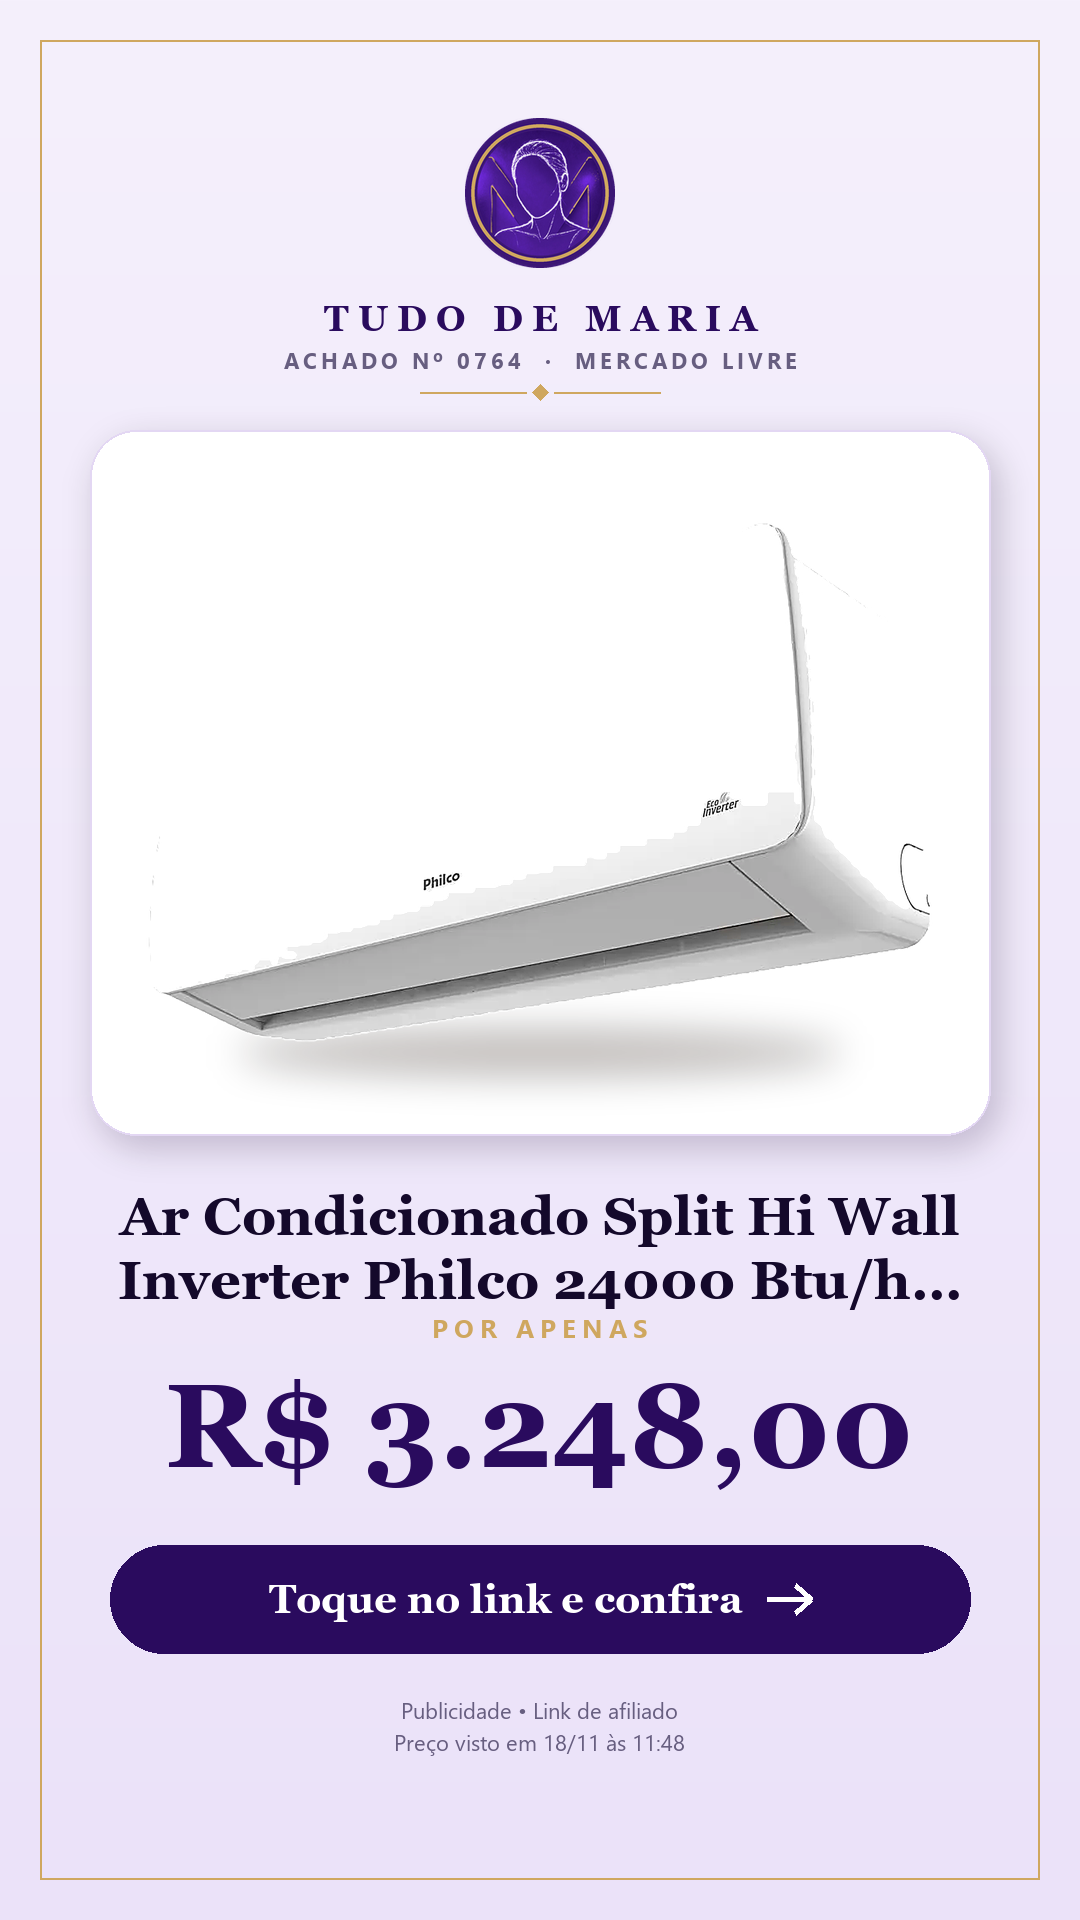 TUDO DE MARIA
ACHADO Nº 0764 · MERCADO LIVRE
Eco Inverter
Philco
Ar Condicionado Split Hi Wall
Inverter Philco 24000 Btu/h...
POR APENAS
R$ 3.248,00
Toque no link e confira →
Publicidade • Link de afiliado
Preço visto em 18/11 às 11:48